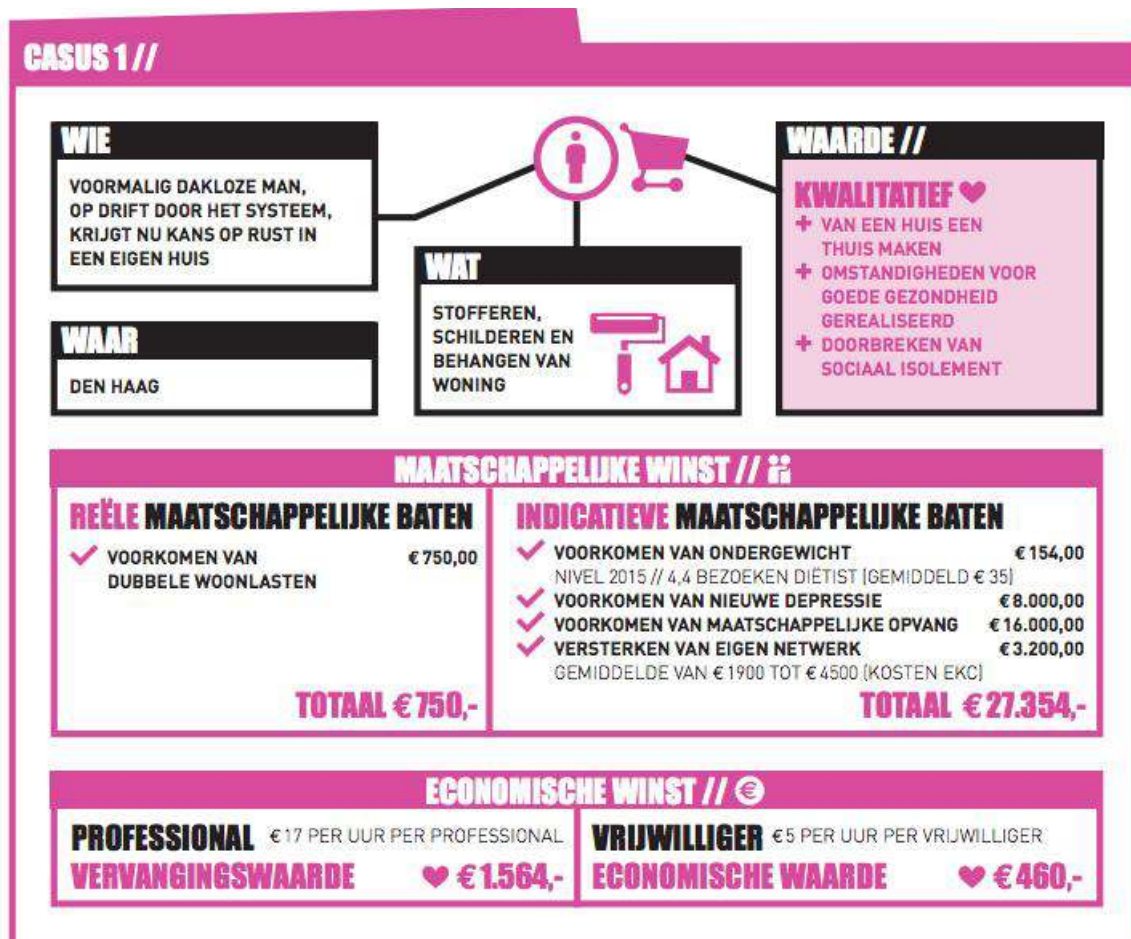 CASUS 1//
WIE
VOORMALIG DAKLOZE MAN,
OP DRIFT DOOR HET SYSTEEM,
KRIJGT NU KANS OP RUST IN
EEN EIGEN HUIS
WAAR
DEN HAAG
WAT
STOFFEREN,
SCHILDEREN EN
BEHANGEN VAN
WONING
WAARDE //
KWALITATIEF
+ VAN EEN HUIS EEN
THUIS MAKEN
+ OMSTANDIGHEDEN VOOR
GOEDE GEZONDHEID
GEREALISEERD
+ DOORBREKEN VAN
SOCIAAL ISOLEMENT
MAATSCHAPPELIJKE WINST //
REËLE MAATSCHAPPELIJKE BATEN
VOORKOMEN VAN € 750,00
DUBBELE WOONLASTEN
TOTAAL € 750,-
INDICATIEVE MAATSCHAPPELIJKE BATEN
VOORKOMEN VAN ONDERGEWICHT € 154,00
NIVEL 2015 // 4,4 BEZOEKEN DIËTIST (GEMIDDELD € 35)
VOORKOMEN VAN NIEUWE DEPRESSIE € 8.000,00
VOORKOMEN VAN MAATSCHAPPELIJKE OPVANG € 16.000,00
VERSTERKEN VAN EIGEN NETWERK € 3.200,00
GEMIDDELDE VAN € 1900 TOT € 4500 (KOSTEN EKC)
TOTAAL € 27.354,-
ECONOMISCHE WINST // €
PROFESSIONAL € 17 PER UUR PER PROFESSIONAL
VERVANGINGSWAARDE € 1.564,-
VRIJWILLIGER € 5 PER UUR PER VRIJWILLIGER
ECONOMISCHE WAARDE € 460,-